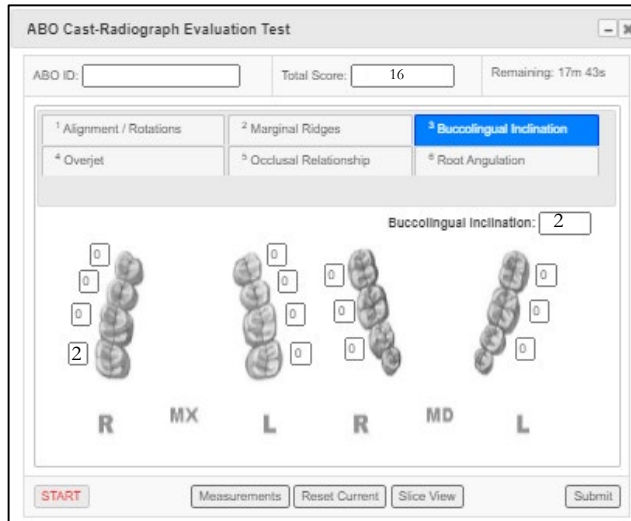 ABO Cast-Radiograph Evaluation Test
ABO ID: Total Score: 16 Remaining: 17m 43s
1 Alignment / Rotations 2 Marginal Ridges 3 Buccolingual Inclination
4 Overjet 5 Occlusal Relationship 6 Root Angulation
Buccolingual Inclination: 2
0 0 0 0
0 0 0 0
0 0 0 0
2 0
R MX L R MD L
START Measurements Reset Current Slice View Submit